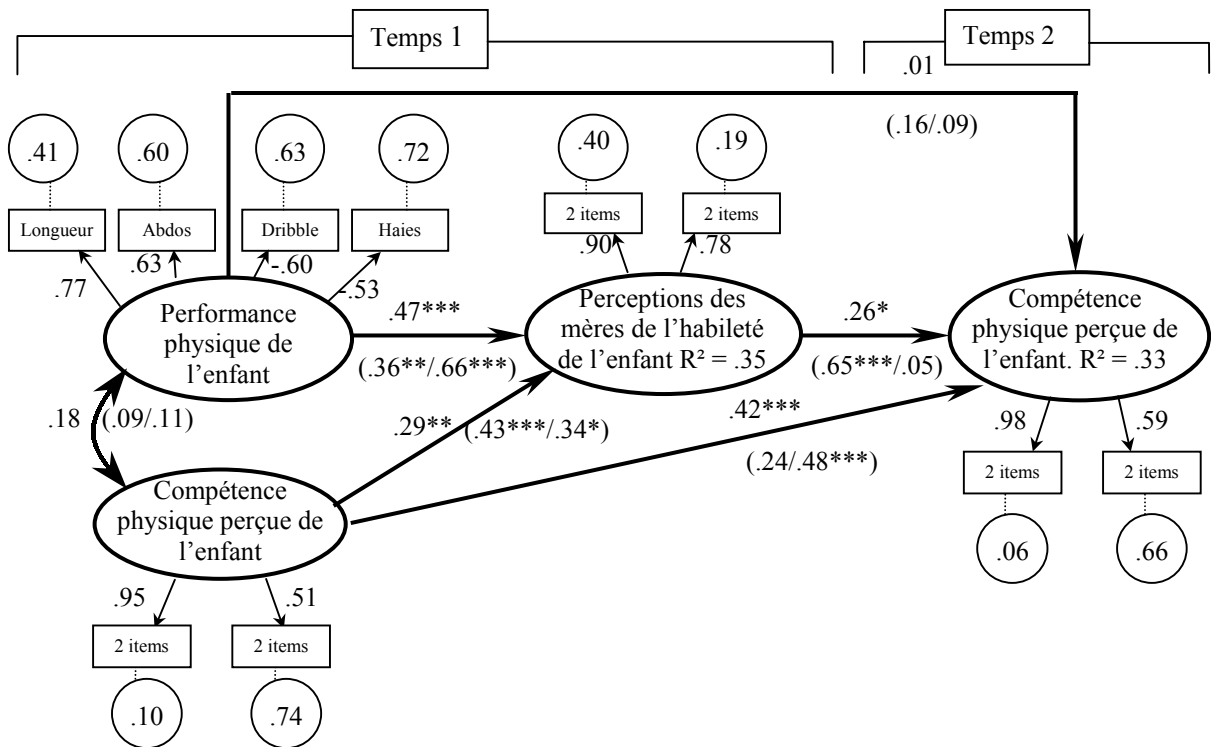 Temps 1
Temps 2
.01
(.16/.09)
.41
.60
.63
.72
.40
.19
Longueur
Abdos
Dribble
Haies
2 items
2 items
.77
.63
-.60
-.53
.90
.78
Performance
physique de
l’enfant
.47***
(.36**/.66***)
Perceptions des
mères de l’habileté
de l’enfant R² = .35
.26*
(.65***/.05)
Compétence
physique perçue de
l’enfant. R² = .33
.18
(.09/.11)
.29**
(.43***/.34*)
.42***
(.24/.48***)
.98
.59
2 items
2 items
.06
.66
Compétence
physique perçue de
l’enfant
.95
.51
2 items
2 items
.10
.74